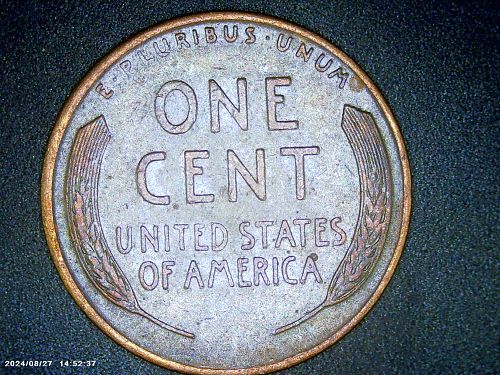 E · PLURIBUS · UNUM
ONE
CENT
UNITED STATES
OF AMERICA
2024/08/27 14:52:37